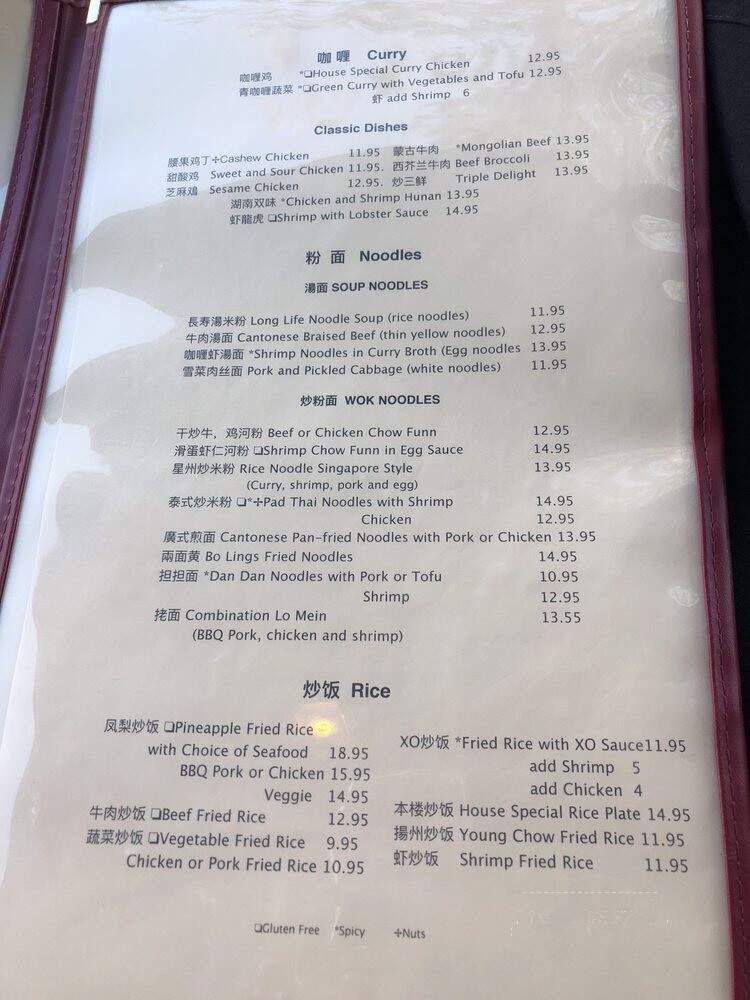 咖喱 Curry
咖喱鸡 *❏House Special Curry Chicken 12.95
青咖喱蔬菜 *❏Green Curry with Vegetables and Tofu 12.95
虾 add Shrimp 6
Classic Dishes
腰果鸡丁✢Cashew Chicken 11.95 蒙古牛肉 *Mongolian Beef 13.95
甜酸鸡 Sweet and Sour Chicken 11.95. 西芥兰牛肉 Beef Broccoli 13.95
芝麻鳮 Sesame Chicken 12.95. 炒三鲜 Triple Delight 13.95
湖南双味 *Chicken and Shrimp Hunan 13.95
虾龍虎 ❏Shrimp with Lobster Sauce 14.95
粉 面 Noodles
湯面 SOUP NOODLES
長寿湯米粉 Long Life Noodle Soup (rice noodles) 11.95
牛肉湯面 Cantonese Braised Beef (thin yellow noodles) 12.95
咖喱虾湯面 *Shrimp Noodles in Curry Broth (Egg noodles 13.95
雪菜肉丝面 Pork and Pickled Cabbage (white noodles) 11.95
炒粉面 WOK NOODLES
干炒牛，鸡河粉 Beef or Chicken Chow Funn 12.95
滑蛋虾仁河粉 ❏Shrimp Chow Funn in Egg Sauce 14.95
星州炒米粉 Rice Noodle Singapore Style 13.95
(Curry, shrimp, pork and egg)
泰式炒米粉 ❏*✢Pad Thai Noodles with Shrimp 14.95
Chicken 12.95
廣式煎面 Cantonese Pan-fried Noodles with Pork or Chicken 13.95
兩面黄 Bo Lings Fried Noodles 14.95
担担面 *Dan Dan Noodles with Pork or Tofu 10.95
Shrimp 12.95
捞面 Combination Lo Mein 13.55
(BBQ Pork, chicken and shrimp)
炒饭 Rice
凤梨炒饭 ❏Pineapple Fried Rice
with Choice of Seafood 18.95
BBQ Pork or Chicken 15.95
Veggie 14.95
牛肉炒饭 ❏Beef Fried Rice 12.95
蔬菜炒饭 ❏Vegetable Fried Rice 9.95
Chicken or Pork Fried Rice 10.95
XO炒饭 *Fried Rice with XO Sauce11.95
add Shrimp 5
add Chicken 4
本楼炒饭 House Special Rice Plate 14.95
揚州炒饭 Young Chow Fried Rice 11.95
虾炒饭 Shrimp Fried Rice 11.95
❏Gluten Free *Spicy ✢Nuts